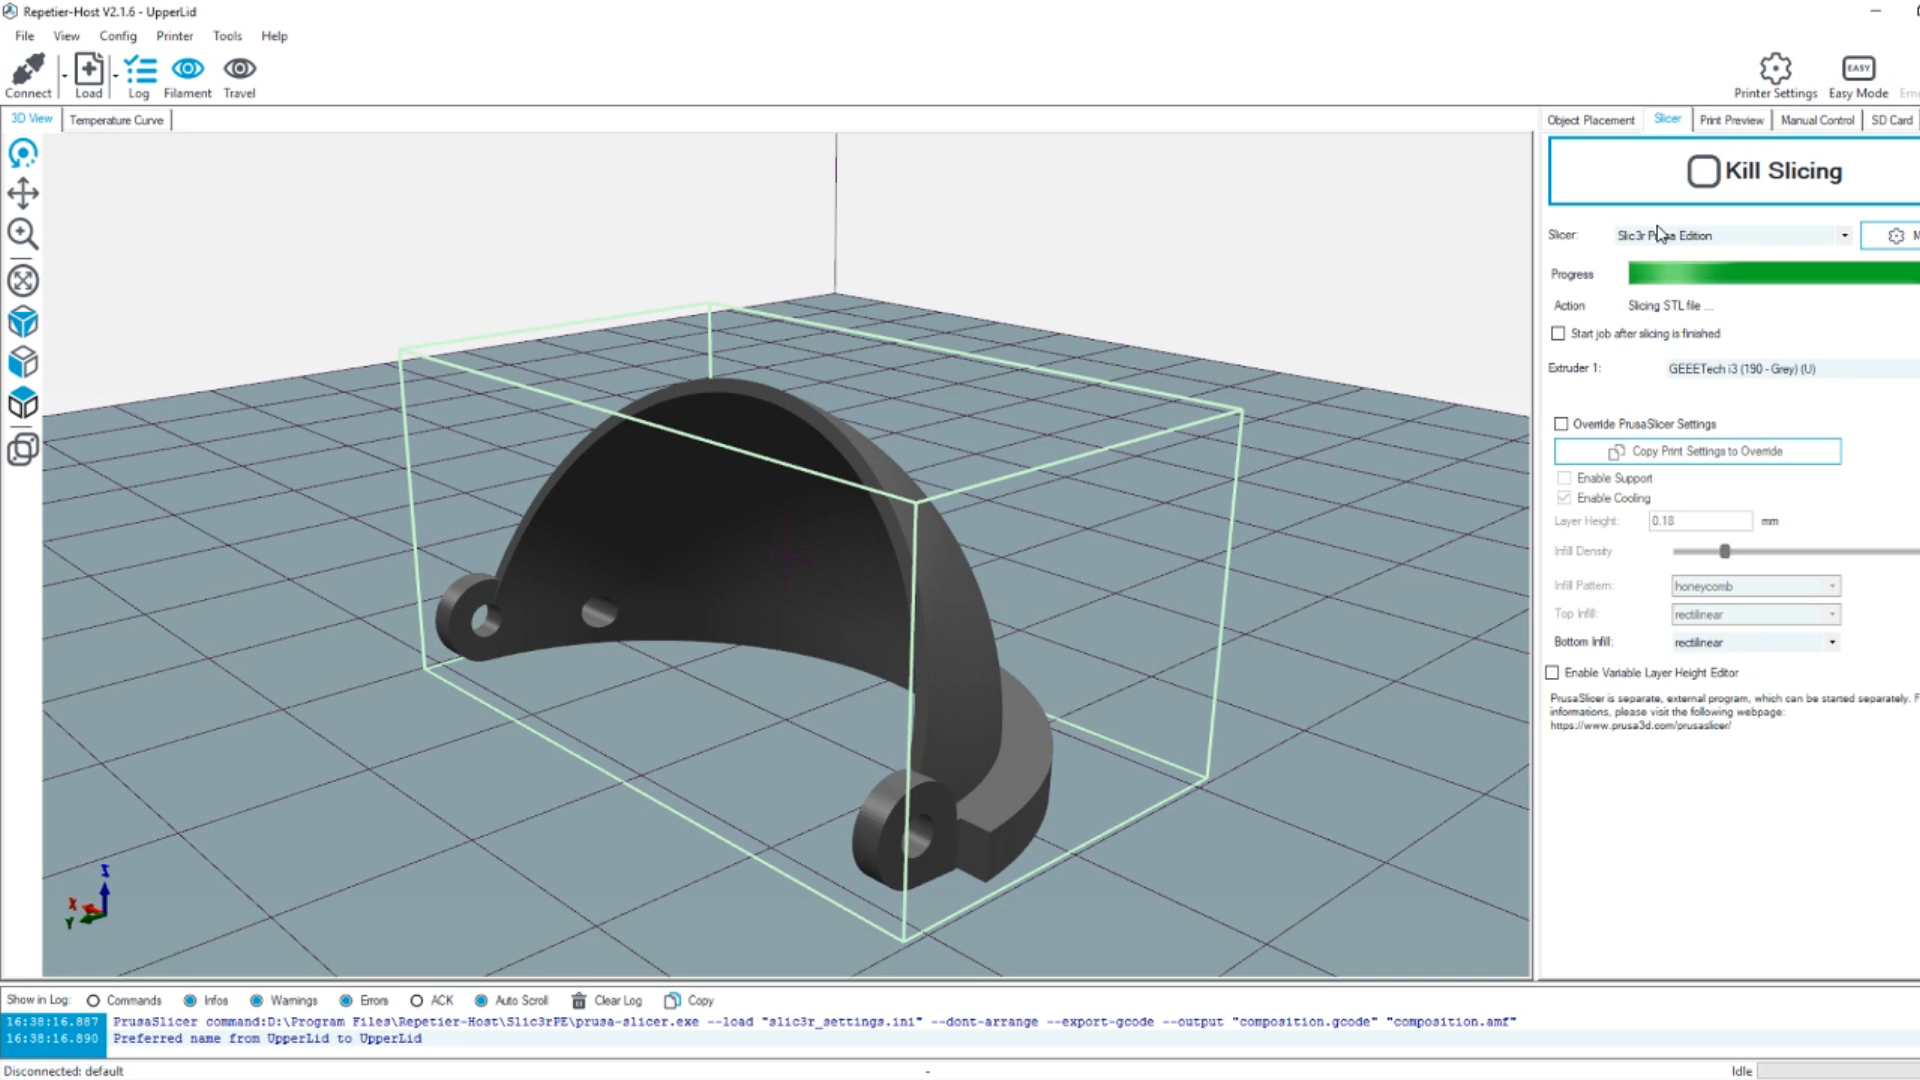 Repetier-Host V2.1.6 - UpperLid
File View Config Printer Tools Help
Connect Load Log Filament Travel
EASY
Printer Settings Easy Mode
3D View Temperature Curve
Object Placement Slicer Print Preview Manual Control SD Card
Kill Slicing
Slicer: Slic3r Prusa Edition
Progress
Action Slicing STL file ...
Start job after slicing is finished
Extruder 1: GEEETech i3 (190 - Grey) (U)
Override PrusaSlicer Settings
Copy Print Settings to Override
Enable Support
Enable Cooling
Layer Height: 0.18 mm
Infill Density
Infill Pattern: honeycomb
Top Infill: rectilinear
Bottom Infill: rectilinear
Enable Variable Layer Height Editor
PrusaSlicer is separate, external program, which can be started separately. F
informations, please visit the following webpage:
https://www.prusa3d.com/prusaslicer/
Z
X
Y
Show in Log: Commands Infos Warnings Errors ACK Auto Scroll Clear Log Copy
16:38:16.887 PrusaSlicer command:D:\Program Files\Repetier-Host\Slic3rPE\prusa-slicer.exe --load "slic3r_settings.ini" --dont-arrange --export-gcode --output "composition.gcode" "composition.amf"
16:38:16.890 Preferred name from UpperLid to UpperLid
Disconnected: default - Idle